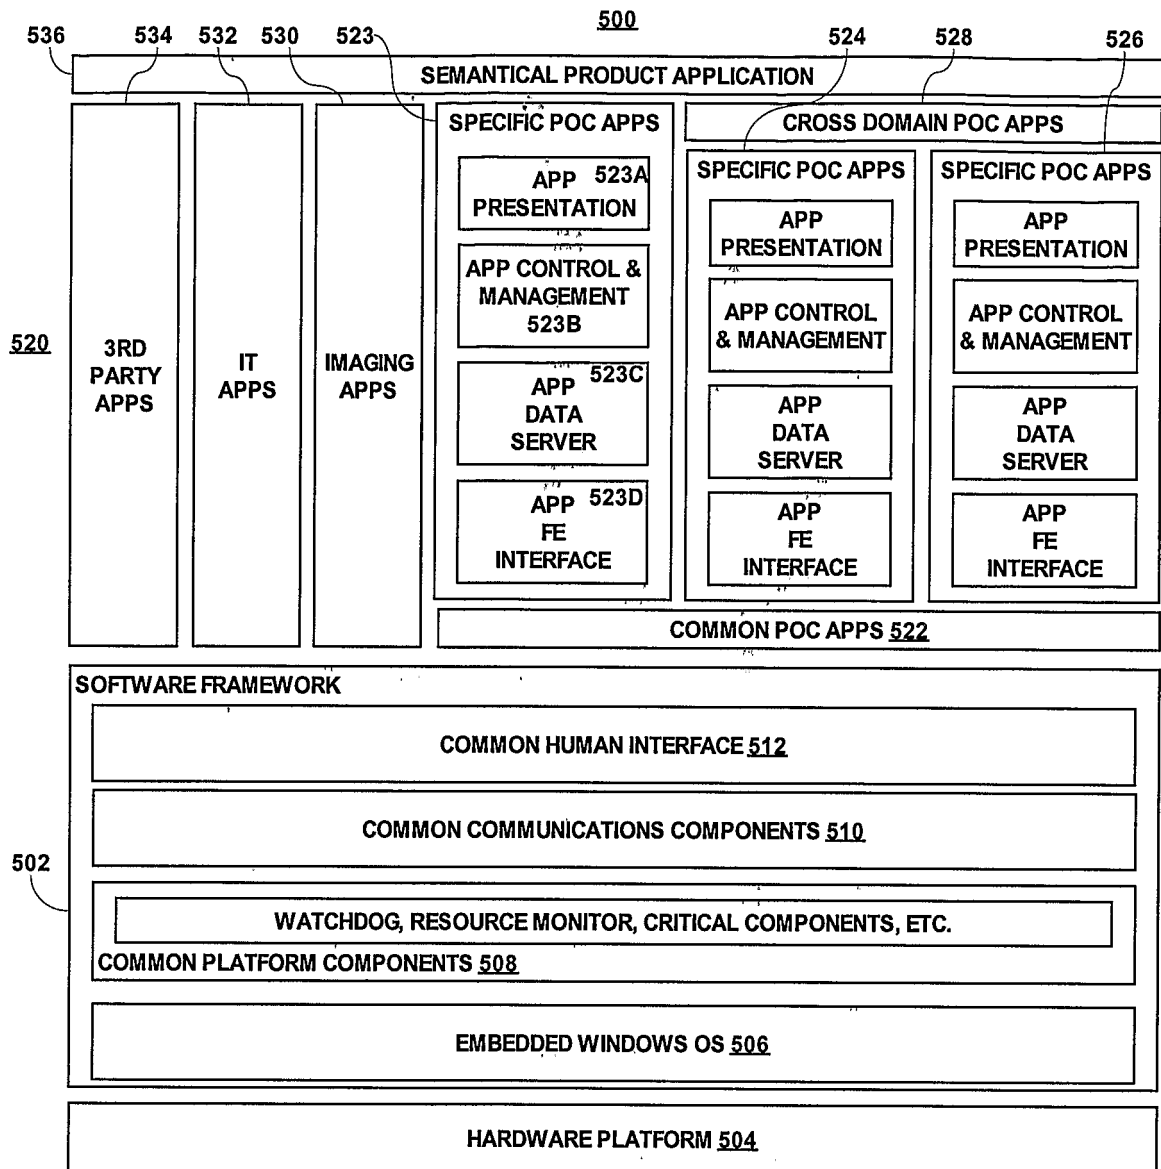 500
536
534
532
530
523
524
528
526
SEMANTICAL PRODUCT APPLICATION
520
3RD
PARTY
APPS
IT
APPS
IMAGING
APPS
SPECIFIC POC APPS
APP 523A
PRESENTATION
APP CONTROL &
MANAGEMENT
523B
523C
APP
DATA
SERVER
APP 523D
FE
INTERFACE
CROSS DOMAIN POC APPS
SPECIFIC POC APPS
APP
PRESENTATION
APP CONTROL
& MANAGEMENT
APP
DATA
SERVER
APP
FE
INTERFACE
SPECIFIC POC APPS
APP
PRESENTATION
APP CONTROL
& MANAGEMENT
APP
DATA
SERVER
APP
FE
INTERFACE
COMMON POC APPS 522
SOFTWARE FRAMEWORK
COMMON HUMAN INTERFACE 512
COMMON COMMUNICATIONS COMPONENTS 510
502
WATCHDOG, RESOURCE MONITOR, CRITICAL COMPONENTS, ETC.
COMMON PLATFORM COMPONENTS 508
EMBEDDED WINDOWS OS 506
HARDWARE PLATFORM 504